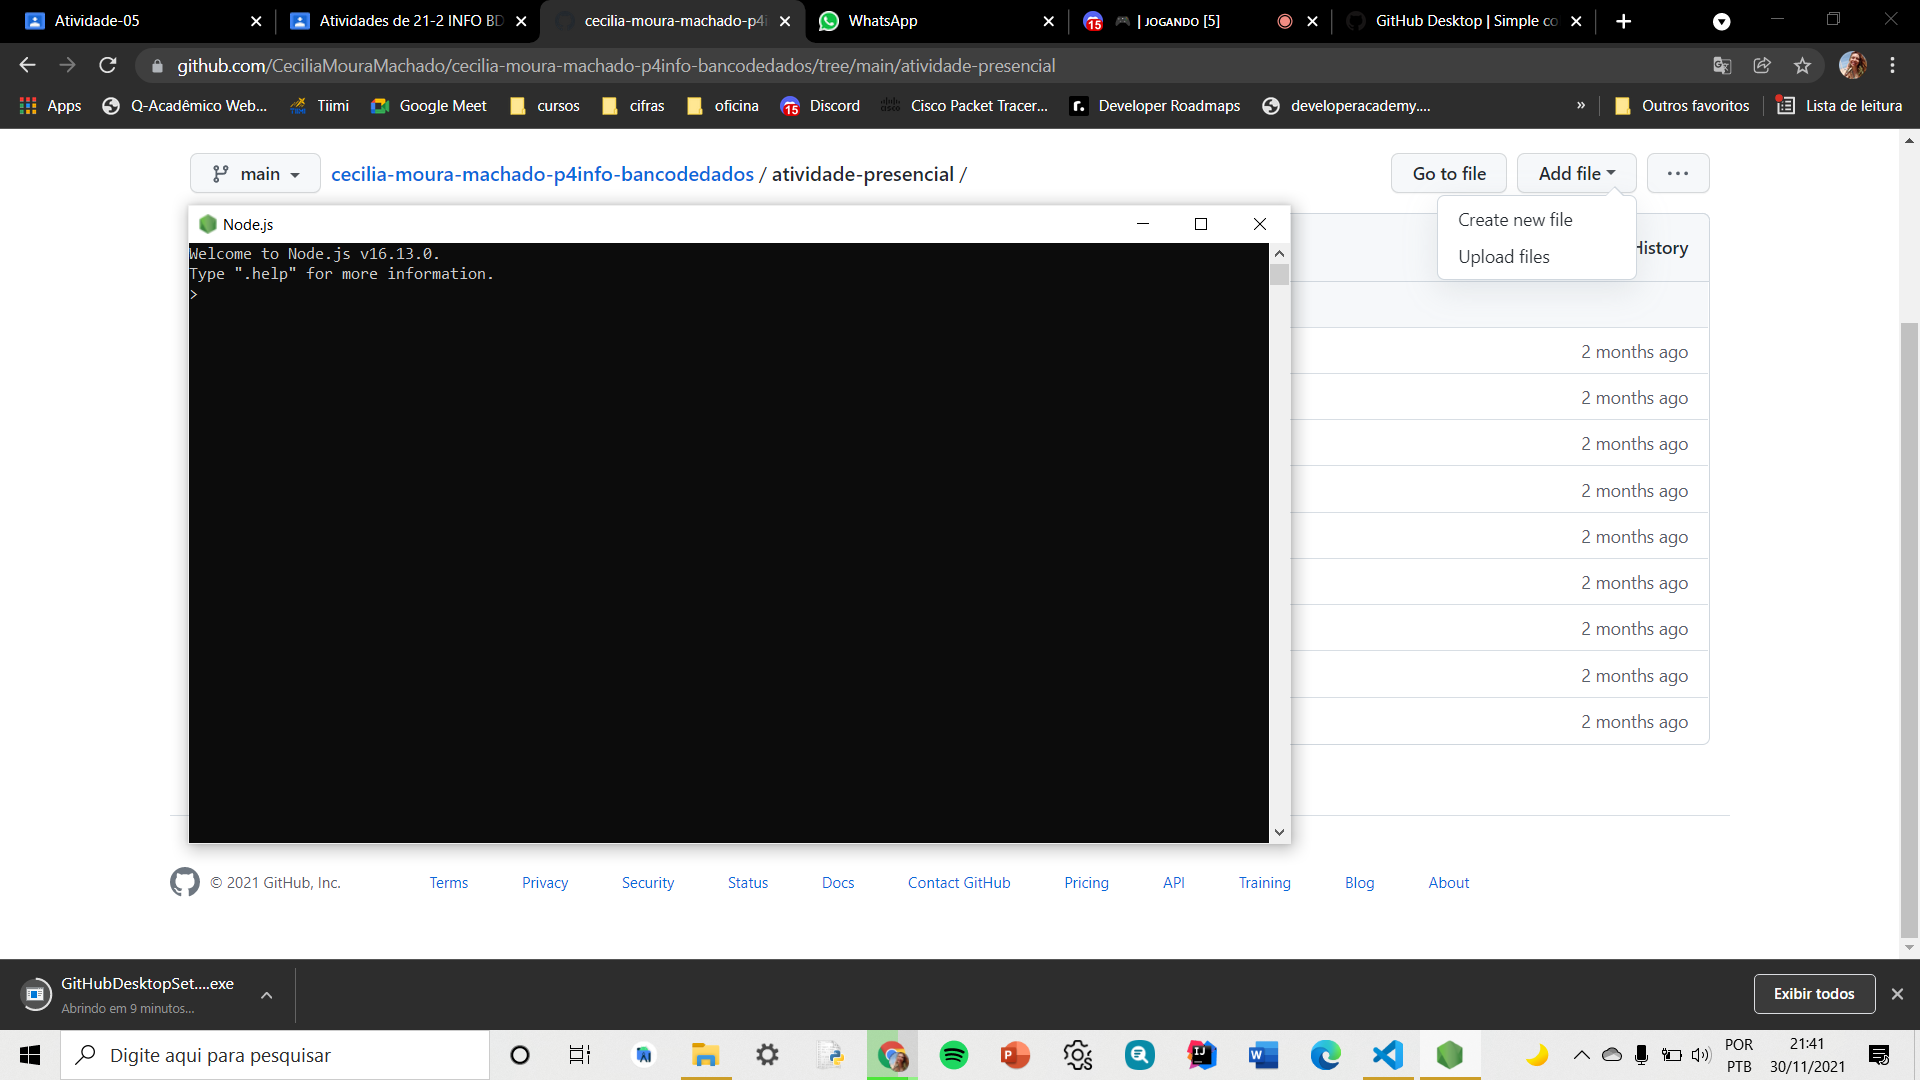 Atividade-05
Atividades de 21-2 INFO BD
cecilia-moura-machado-p4i
WhatsApp
15
| ᴊᴏɢᴀɴᴅᴏ [5]
GitHub Desktop | Simple co
github.com/CeciliaMouraMachado/cecilia-moura-machado-p4info-bancodedados/tree/main/atividade-presencial
Apps
Q-Acadêmico Web...
Tiimi
Google Meet
cursos
cifras
oficina
15
Discord
Cisco Packet Tracer...
Developer Roadmaps
developeracademy....
»
Outros favoritos
Lista de leitura
main
cecilia-moura-machado-p4info-bancodedados / atividade-presencial /
Go to file
Add file
Create new file
Upload files
History
Node.js
Welcome to Node.js v16.13.0.
Type ".help" for more information.
>
2 months ago
2 months ago
2 months ago
2 months ago
2 months ago
2 months ago
2 months ago
2 months ago
2 months ago
© 2021 GitHub, Inc.
Terms
Privacy
Security
Status
Docs
Contact GitHub
Pricing
API
Training
Blog
About
GitHubDesktopSet....exe
Abrindo em 9 minutos...
Exibir todos
Digite aqui para pesquisar
POR
PTB
21:41
30/11/2021